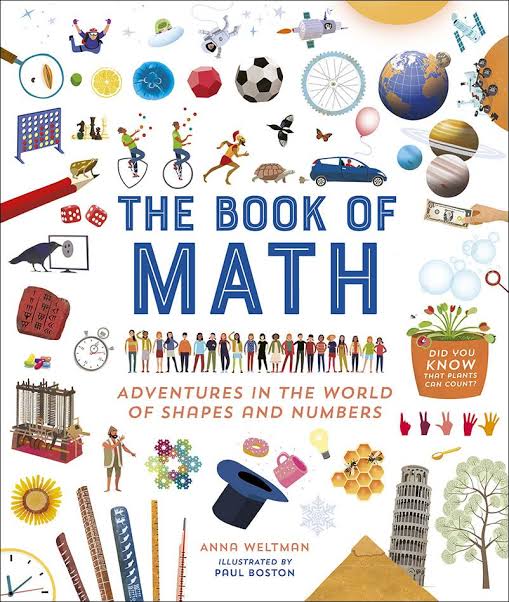 THE BOOK OF
MATH
ADVENTURES IN THE WORLD
OF SHAPES AND NUMBERS
DID YOU
KNOW
THAT PLANTS
CAN COUNT?
ANNA WELTMAN
ILLUSTRATED BY
PAUL BOSTON